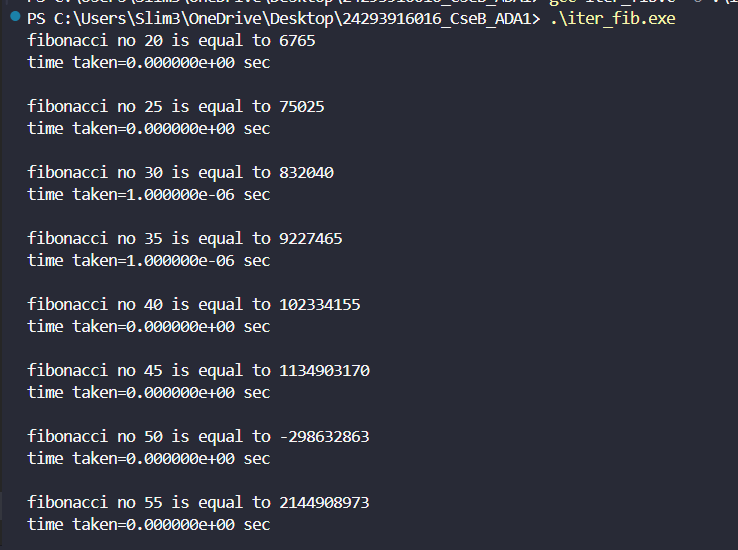 PS C:\Users\Slim3\OneDrive\Desktop\24293916016_CseB_ADA1> gcc iter_fib.c -o .\i
PS C:\Users\Slim3\OneDrive\Desktop\24293916016_CseB_ADA1> .\iter_fib.exe
fibonacci no 20 is equal to 6765
time taken=0.000000e+00 sec
fibonacci no 25 is equal to 75025
time taken=0.000000e+00 sec
fibonacci no 30 is equal to 832040
time taken=1.000000e-06 sec
fibonacci no 35 is equal to 9227465
time taken=1.000000e-06 sec
fibonacci no 40 is equal to 102334155
time taken=0.000000e+00 sec
fibonacci no 45 is equal to 1134903170
time taken=0.000000e+00 sec
fibonacci no 50 is equal to -298632863
time taken=0.000000e+00 sec
fibonacci no 55 is equal to 2144908973
time taken=0.000000e+00 sec